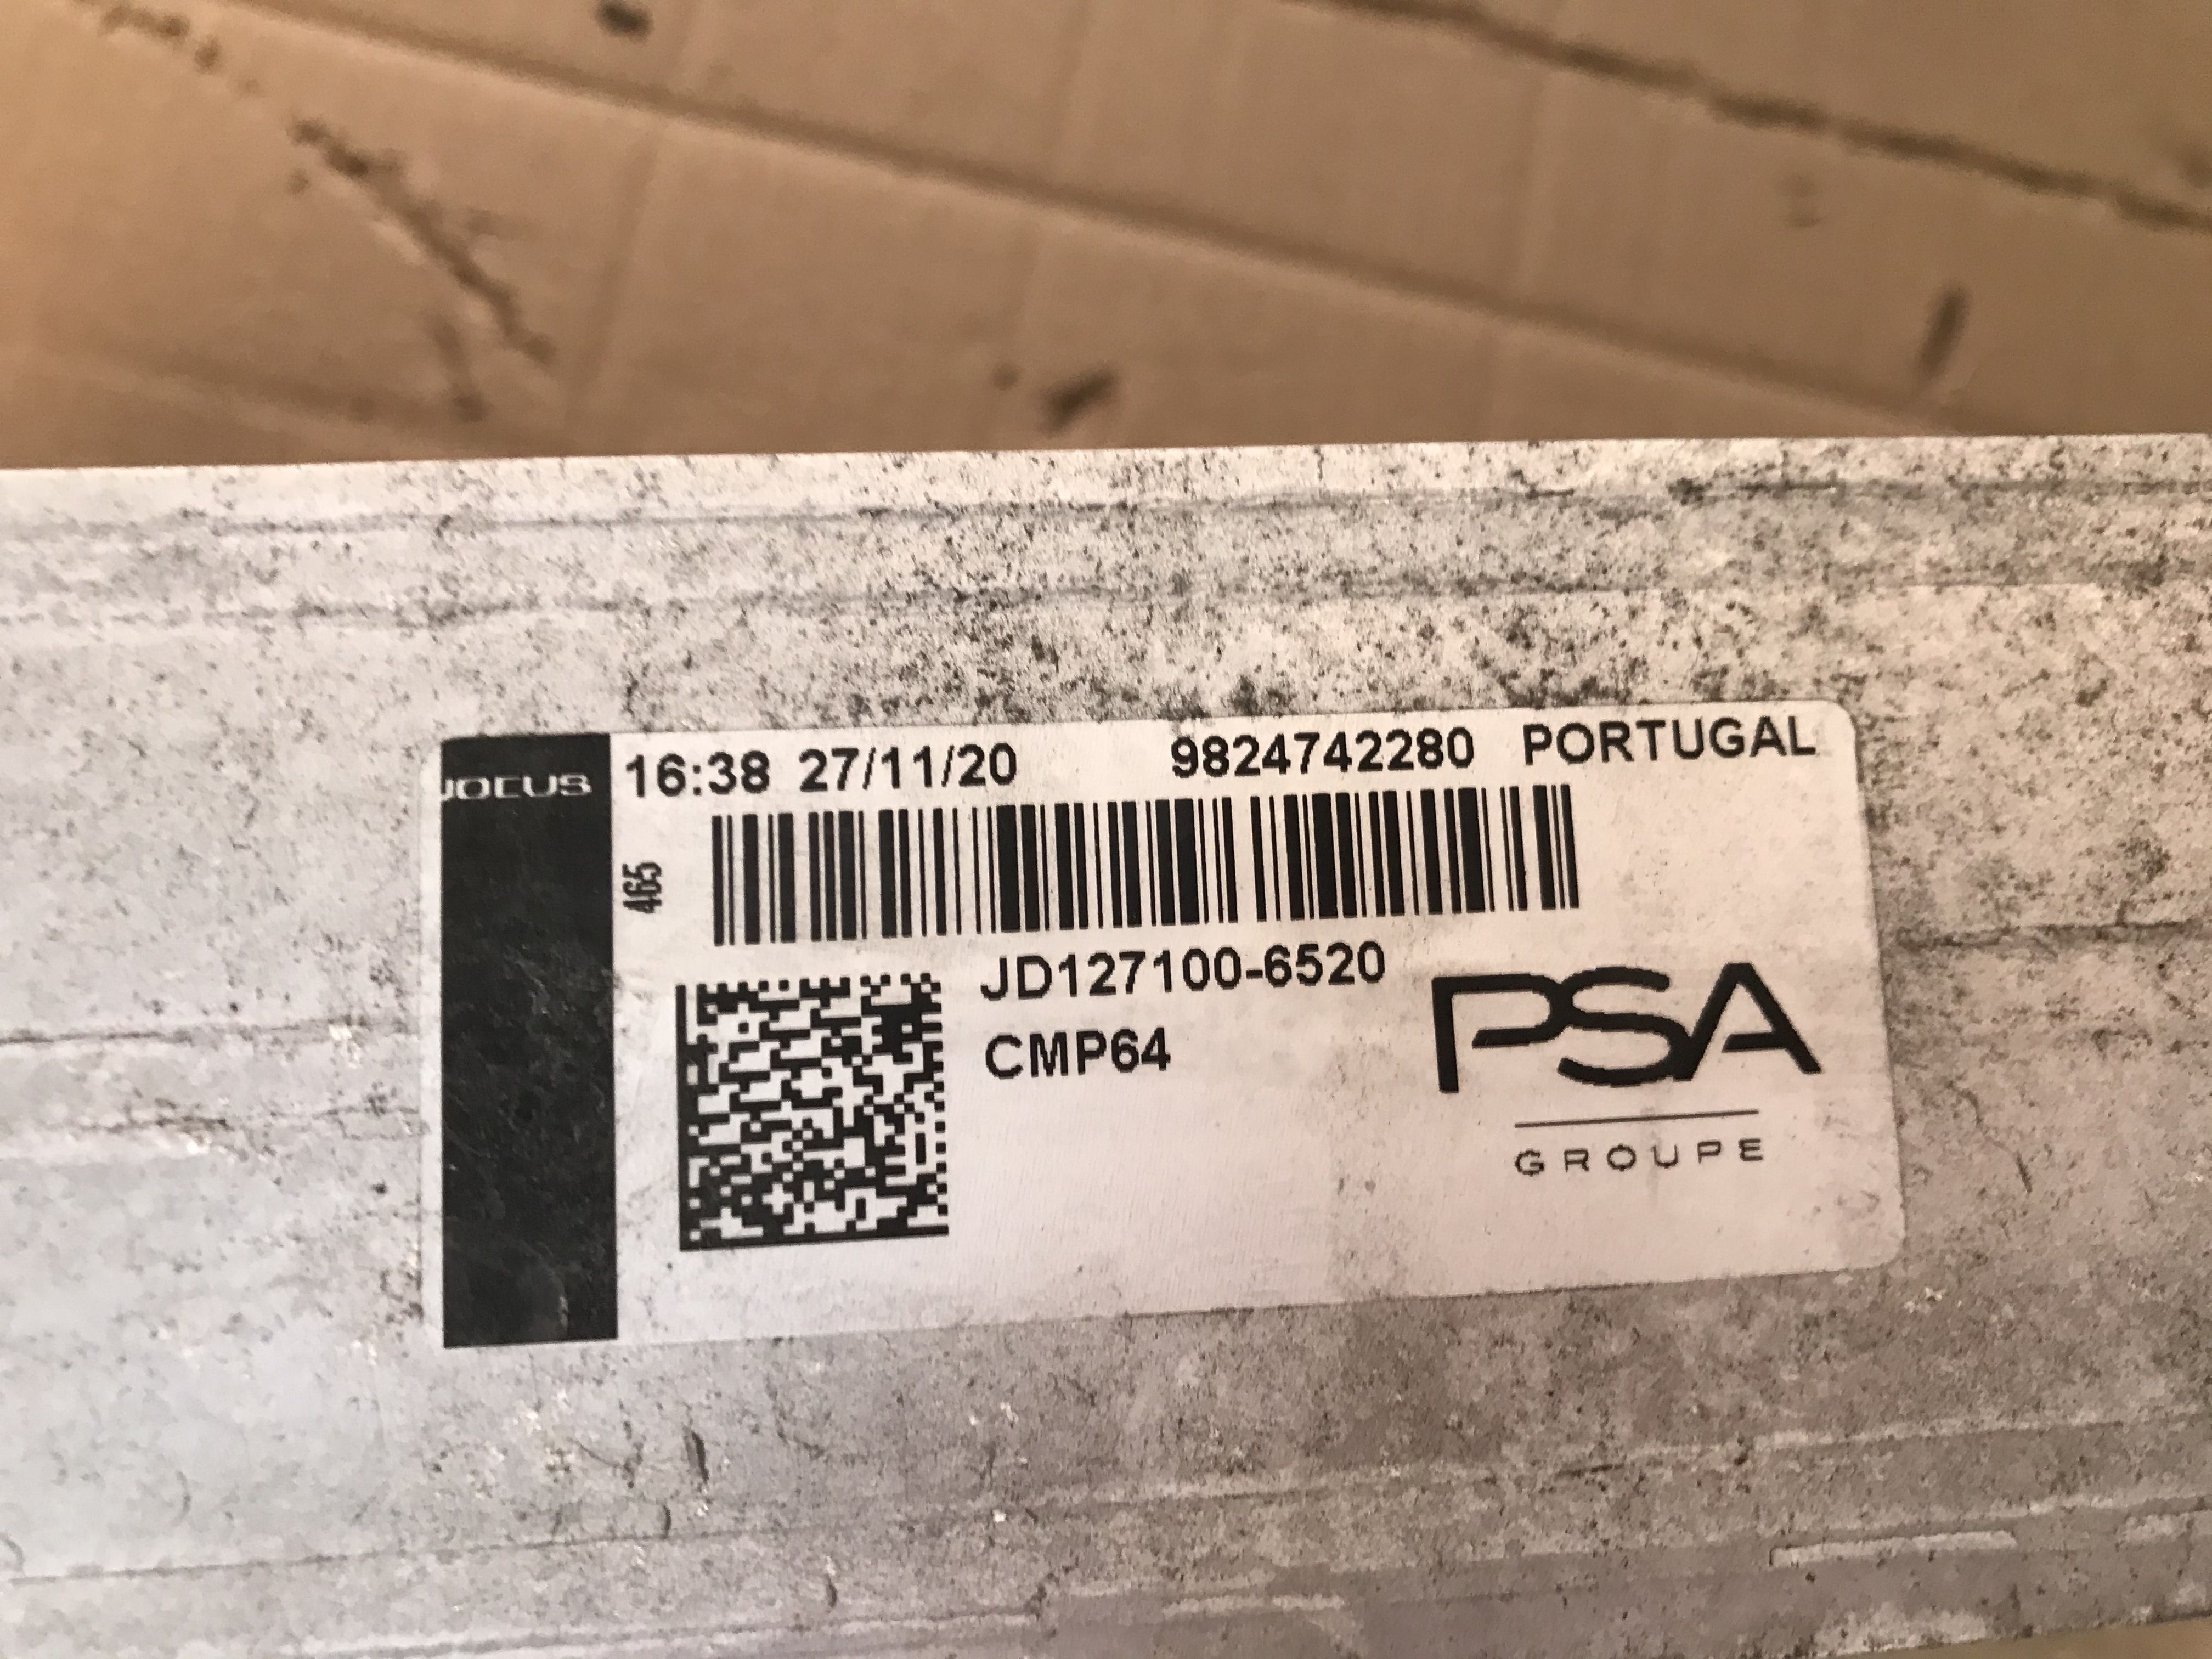 JOCUS
16:38 27/11/20 9824742280 PORTUGAL
465
JD127100-6520
CMP64
PSA
GROUPE